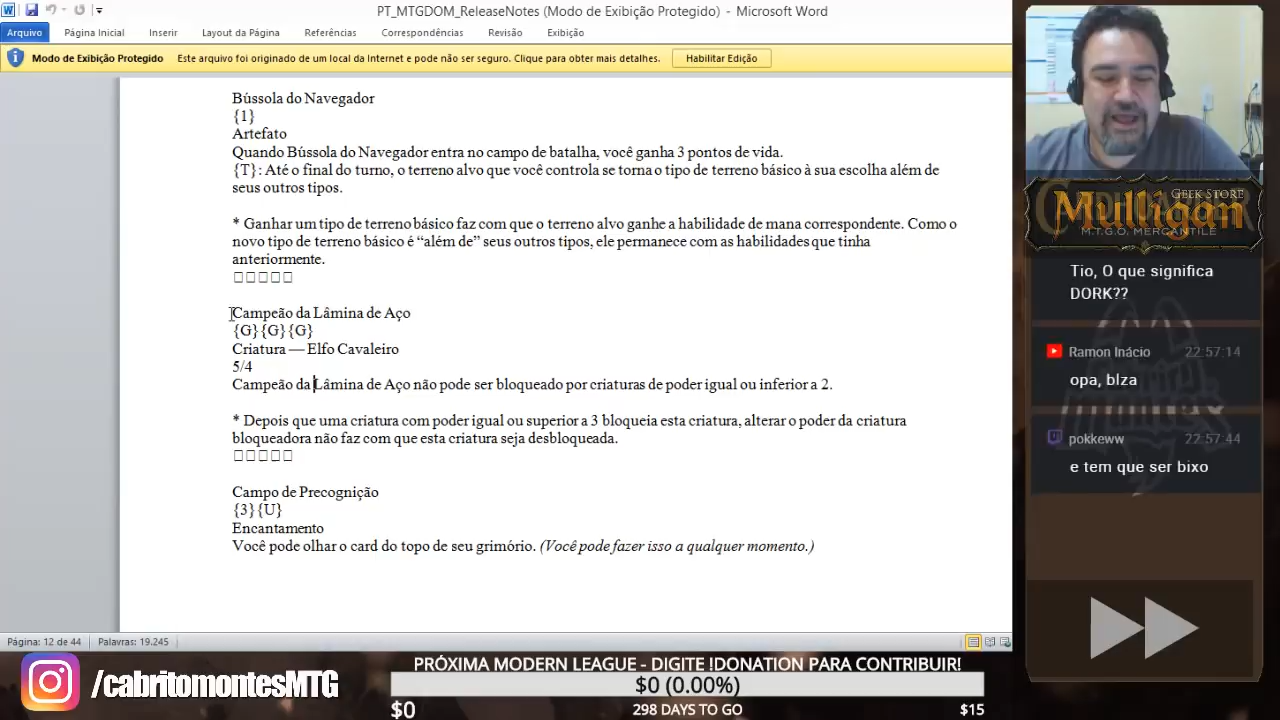 PT_MTGDOM_ReleaseNotes (Modo de Exibição Protegido) - Microsoft Word
Arquivo Página Inicial Inserir Layout da Página Referências Correspondências Revisão Exibição
Modo de Exibição Protegido Este arquivo foi originado de um local da Internet e pode não ser seguro. Clique para obter mais detalhes. Habilitar Edição
Bússola do Navegador
{1}
Artefato
Quando Bússola do Navegador entra no campo de batalha, você ganha 3 pontos de vida.
{T}: Até o final do turno, o terreno alvo que você controla se torna o tipo de terreno básico à sua escolha além de
seus outros tipos.
* Ganhar um tipo de terreno básico faz com que o terreno alvo ganhe a habilidade de mana correspondente. Como o
novo tipo de terreno básico é “além de” seus outros tipos, ele permanece com as habilidades que tinha
anteriormente.
Campeão da Lâmina de Aço
{G}{G}{G}
Criatura — Elfo Cavaleiro
5/4
Campeão da Lâmina de Aço não pode ser bloqueado por criaturas de poder igual ou inferior a 2.
* Depois que uma criatura com poder igual ou superior a 3 bloqueia esta criatura, alterar o poder da criatura
bloqueadora não faz com que esta criatura seja desbloqueada.
Campo de Precognição
{3}{U}
Encantamento
Você pode olhar o card do topo de seu grimório. (Você pode fazer isso a qualquer momento.)
Página: 12 de 44 Palavras: 19.245
GEEK STORE
Mulligan
M.T.G.O. MERCANTILE
Tio, O que significa
DORK??
Ramon Inácio 22:57:14
opa, blza
pokkeww 22:57:44
e tem que ser bixo
/cabritomontesMTG
PRÓXIMA MODERN LEAGUE - DIGITE !DONATION PARA CONTRIBUIR!
$0 (0.00%)
$0 298 DAYS TO GO $15